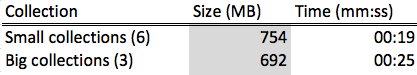 Collection Size (MB) Time (mm:ss)
Small collections (6) 754 00:19
Big collections (3) 692 00:25